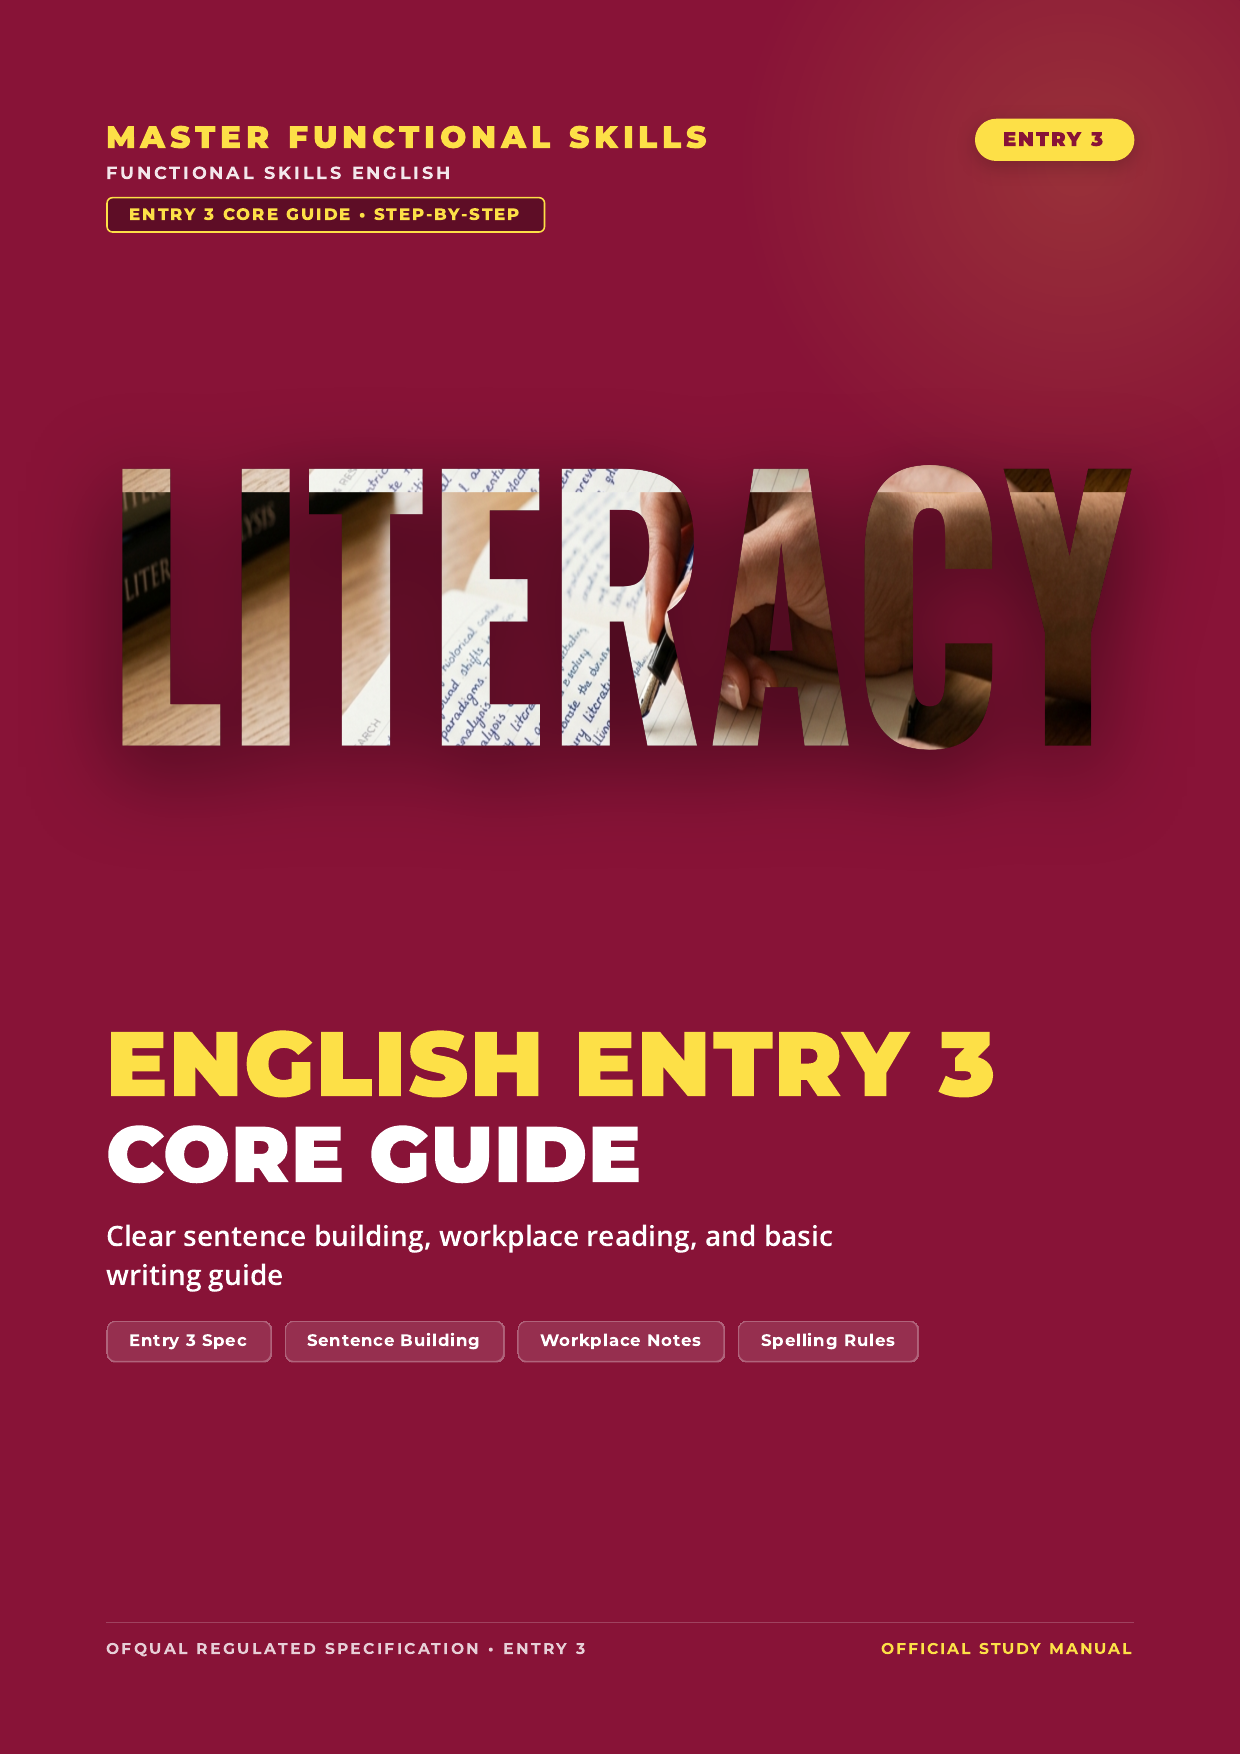 MASTER FUNCTIONAL SKILLS
ENTRY 3
FUNCTIONAL SKILLS ENGLISH
ENTRY 3 CORE GUIDE • STEP-BY-STEP
LITERACY
ENGLISH ENTRY 3
CORE GUIDE
Clear sentence building, workplace reading, and basic
writing guide
Entry 3 Spec
Sentence Building
Workplace Notes
Spelling Rules
OFQUAL REGULATED SPECIFICATION • ENTRY 3
OFFICIAL STUDY MANUAL